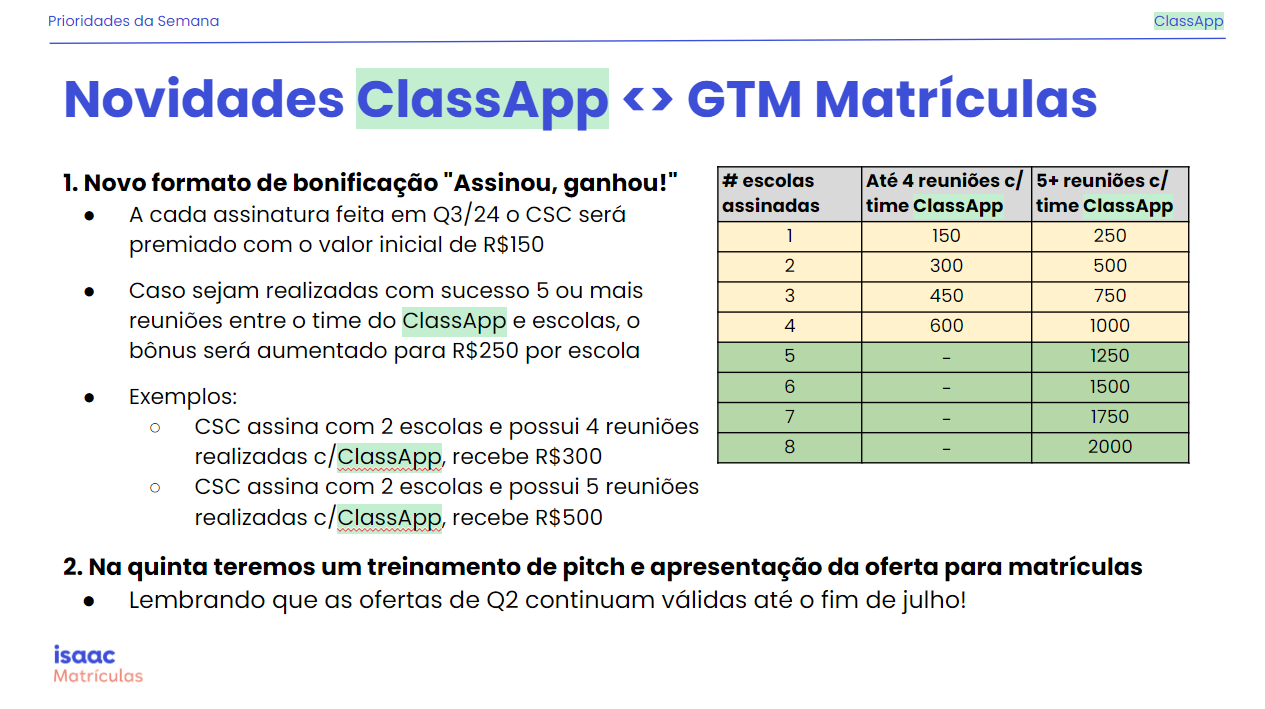 Prioridades da Semana
ClassApp
Novidades ClassApp <> GTM Matrículas
1. Novo formato de bonificação "Assinou, ganhou!"
● A cada assinatura feita em Q3/24 o CSC será
premiado com o valor inicial de R$150
● Caso sejam realizadas com sucesso 5 ou mais
reuniões entre o time do ClassApp e escolas, o
bônus será aumentado para R$250 por escola
● Exemplos:
○ CSC assina com 2 escolas e possui 4 reuniões
realizadas c/ClassApp, recebe R$300
○ CSC assina com 2 escolas e possui 5 reuniões
realizadas c/ClassApp, recebe R$500
# escolas assinadas | Até 4 reuniões c/ time ClassApp | 5+ reuniões c/ time ClassApp
1 150 250
2 300 500
3 450 750
4 600 1000
5 - 1250
6 - 1500
7 - 1750
8 - 2000
2. Na quinta teremos um treinamento de pitch e apresentação da oferta para matrículas
● Lembrando que as ofertas de Q2 continuam válidas até o fim de julho!
isaac
Matrículas